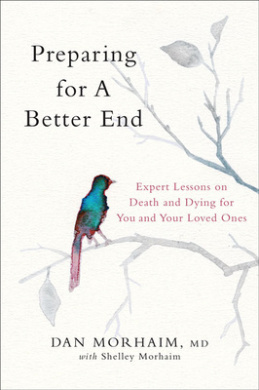 Preparing
for A
Better End
Expert Lessons on
Death and Dying for
You and Your Loved Ones
DAN MORHAIM, MD
with Shelley Morhaim